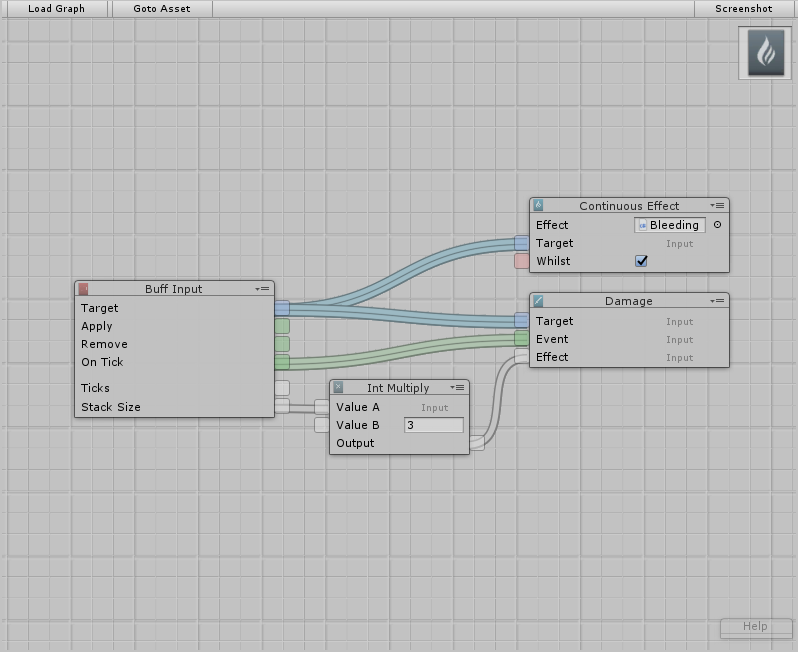 Load Graph
Goto Asset
Screenshot
Continuous Effect
Effect
Bleeding
Target
Input
Whilst
Buff Input
Target
Apply
Remove
On Tick
Ticks
Stack Size
Damage
Target
Input
Event
Input
Effect
Input
Int Multiply
Value A
Input
Value B
3
Output
Help